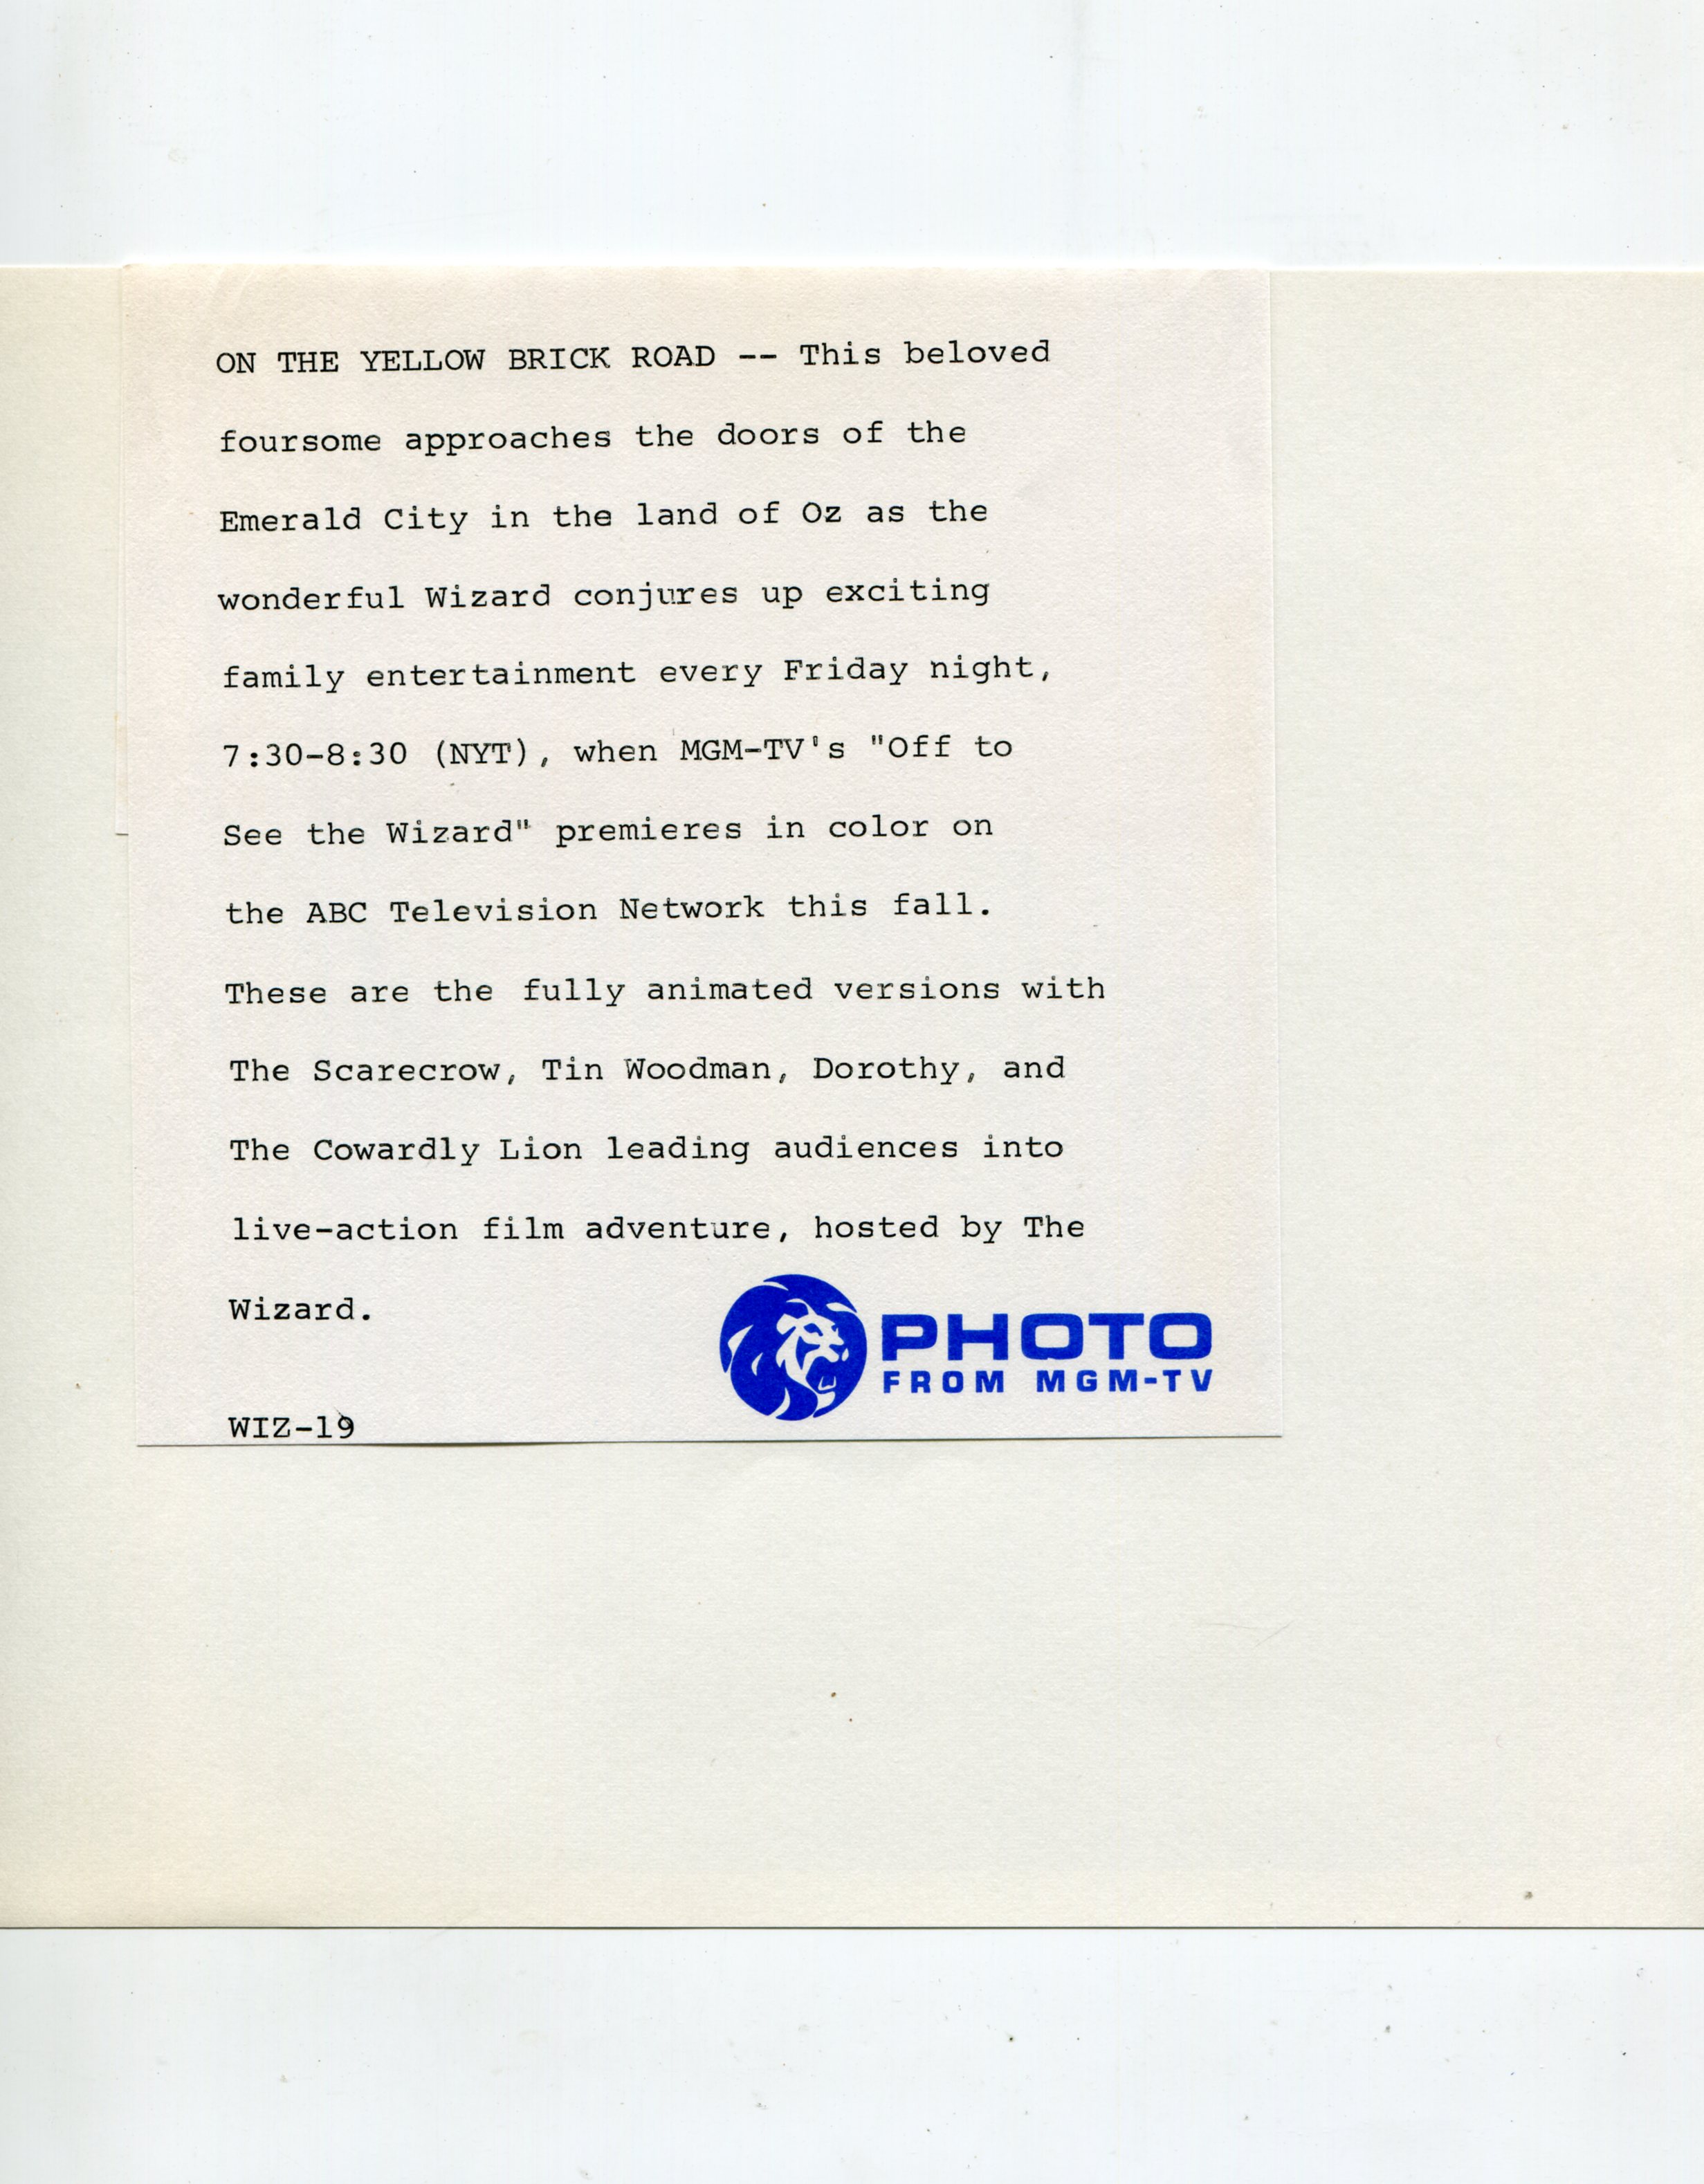 ON THE YELLOW BRICK ROAD -- This beloved
foursome approaches the doors of the
Emerald City in the land of Oz as the
wonderful Wizard conjures up exciting
family entertainment every Friday night,
7:30-8:30 (NYT), when MGM-TV's "Off to
See the Wizard" premieres in color on
the ABC Television Network this fall.
These are the fully animated versions with
The Scarecrow, Tin Woodman, Dorothy, and
The Cowardly Lion leading audiences into
live-action film adventure, hosted by The
Wizard.
PHOTO
FROM MGM-TV
WIZ-19